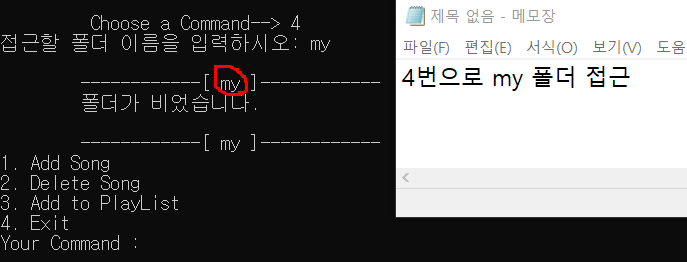 Choose a Command--> 4
접근할 폴더 이름을 입력하시오: my
------------[ my ]------------
폴더가 비었습니다.
------------[ my ]------------
1. Add Song
2. Delete Song
3. Add to PlayList
4. Exit
Your Command :
제목 없음 - 메모장
파일(F) 편집(E) 서식(O) 보기(V) 도움
4번으로 my 폴더 접근